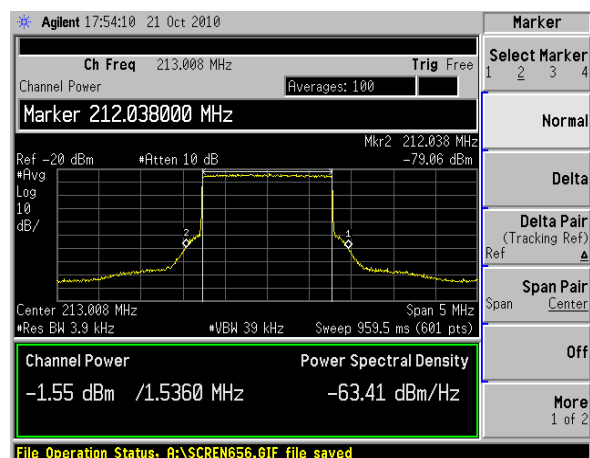 Agilent 17:54:10 21 Oct 2010
Ch Freq 213.008 MHz Trig Free
Channel Power Averages: 100
Marker 212.038000 MHz
Mkr2 212.038 MHz
Ref -20 dBm #Atten 10 dB -79.06 dBm
#Avg
Log
10
dB/
2
1
Center 213.008 MHz Span 5 MHz
#Res BW 3.9 kHz #VBW 39 kHz Sweep 959.5 ms (601 pts)
Channel Power Power Spectral Density
-1.55 dBm /1.5360 MHz -63.41 dBm/Hz
File Operation Status, A:\SCREN656.GIF file saved
Marker
Select Marker
1 2 3 4
Normal
Delta
Delta Pair
(Tracking Ref)
Ref Δ
Span Pair
Span Center
Off
More
1 of 2